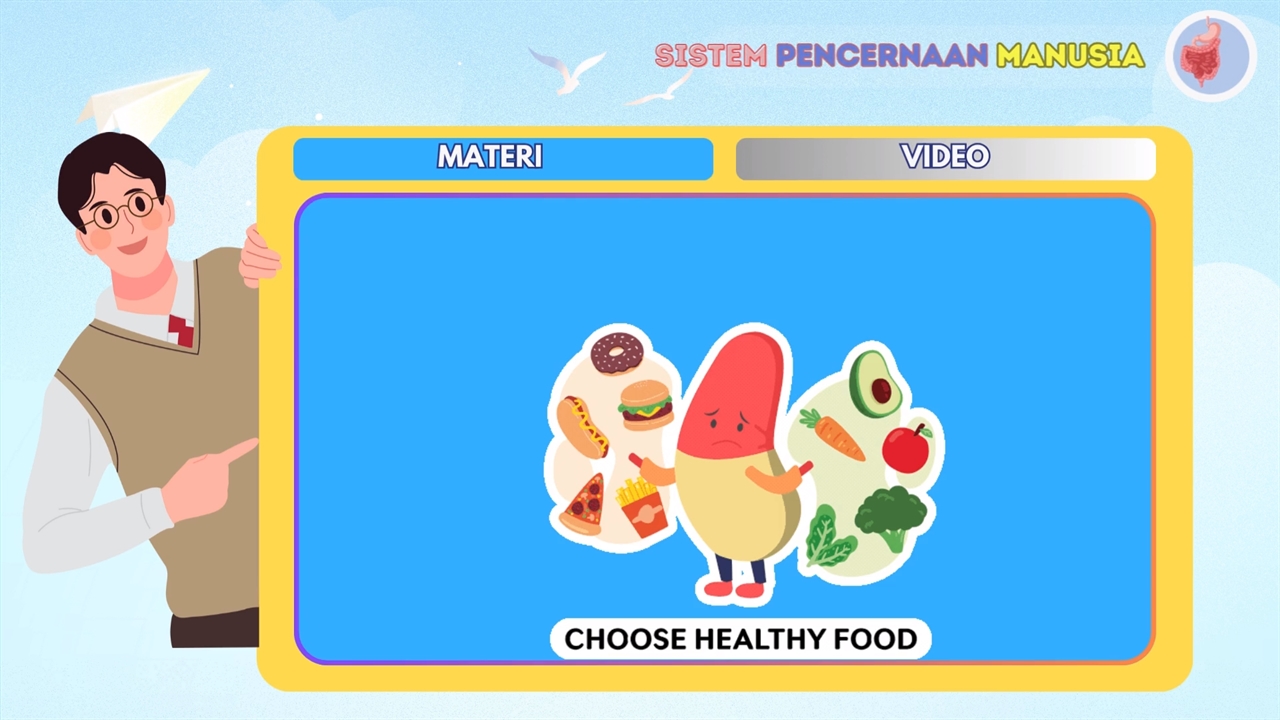 SISTEM PENCERNAAN MANUSIA
MATERI
VIDEO
CHOOSE HEALTHY FOOD